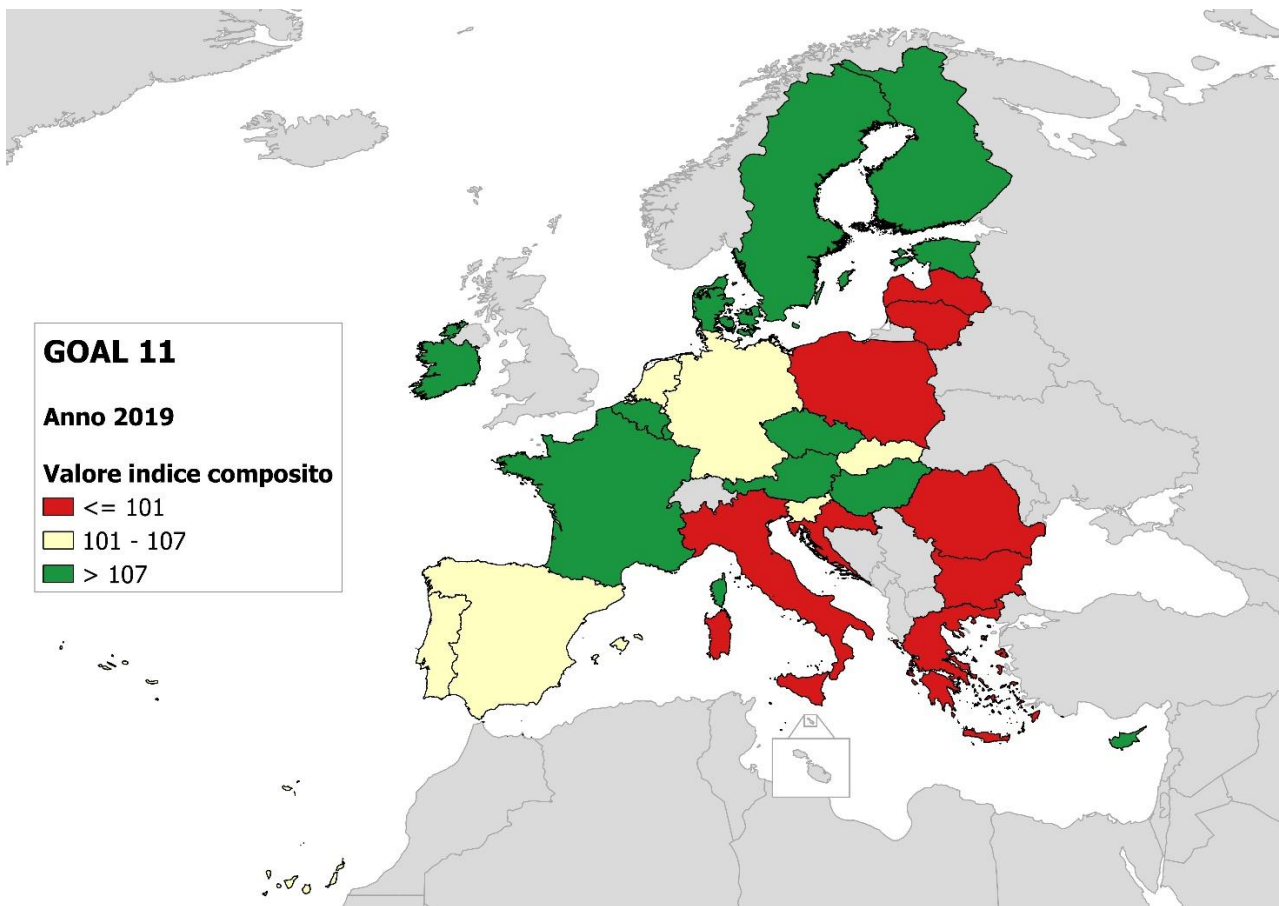 GOAL 11
Anno 2019
Valore indice composito
<= 101
101 - 107
> 107